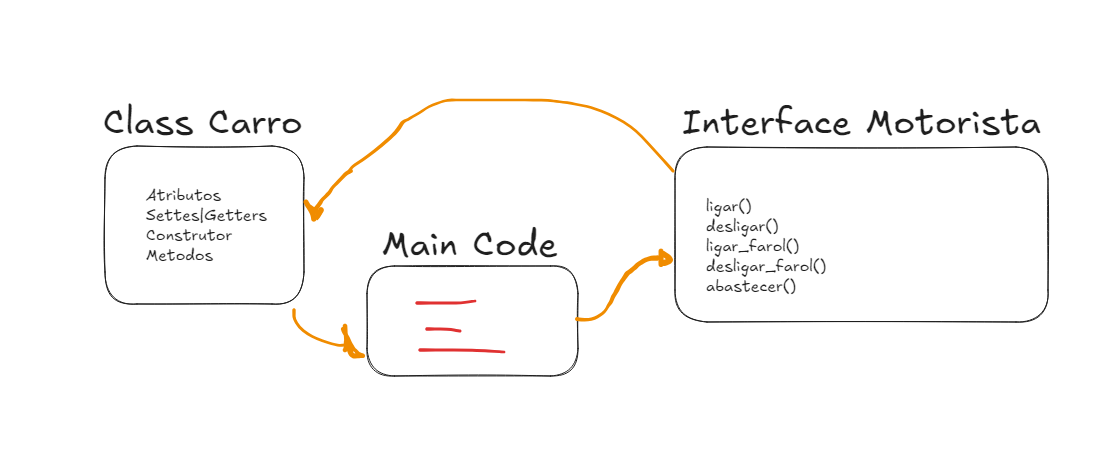 Class Carro
Atributos
Settes|Getters
Construtor
Metodos
Main Code
Interface Motorista
ligar()
desligar()
ligar_farol()
desligar_farol()
abastecer()